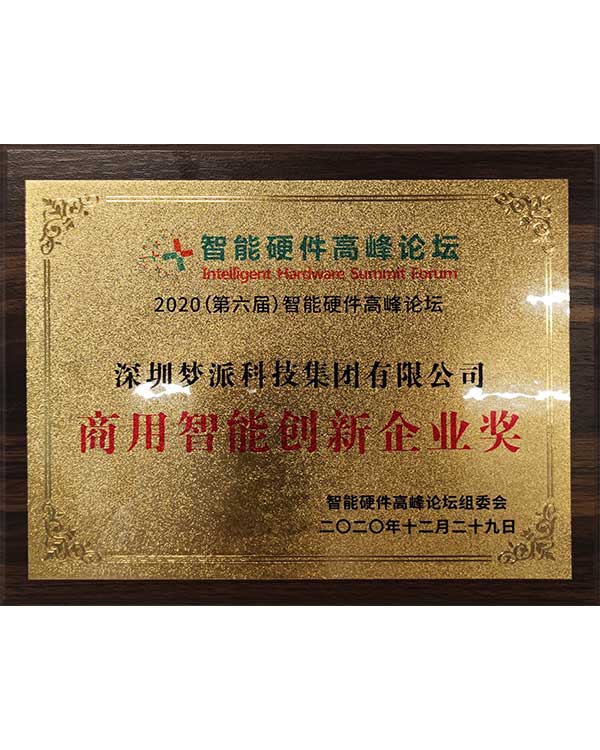 智能硬件高峰论坛
Intelligent Hardware Summit Forum
2020(第六届)智能硬件高峰论坛
深圳梦派科技集团有限公司
商用智能创新企业奖
智能硬件高峰论坛组委会
二〇二〇年十二月二十九日